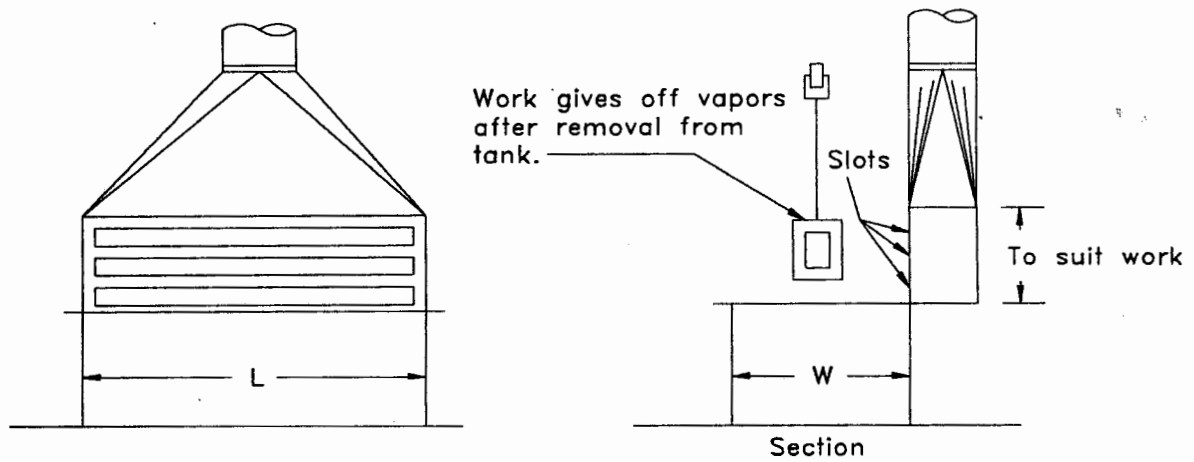 Work gives off vapors
after removal from
tank.
Slots
To suit work
L
W
Section